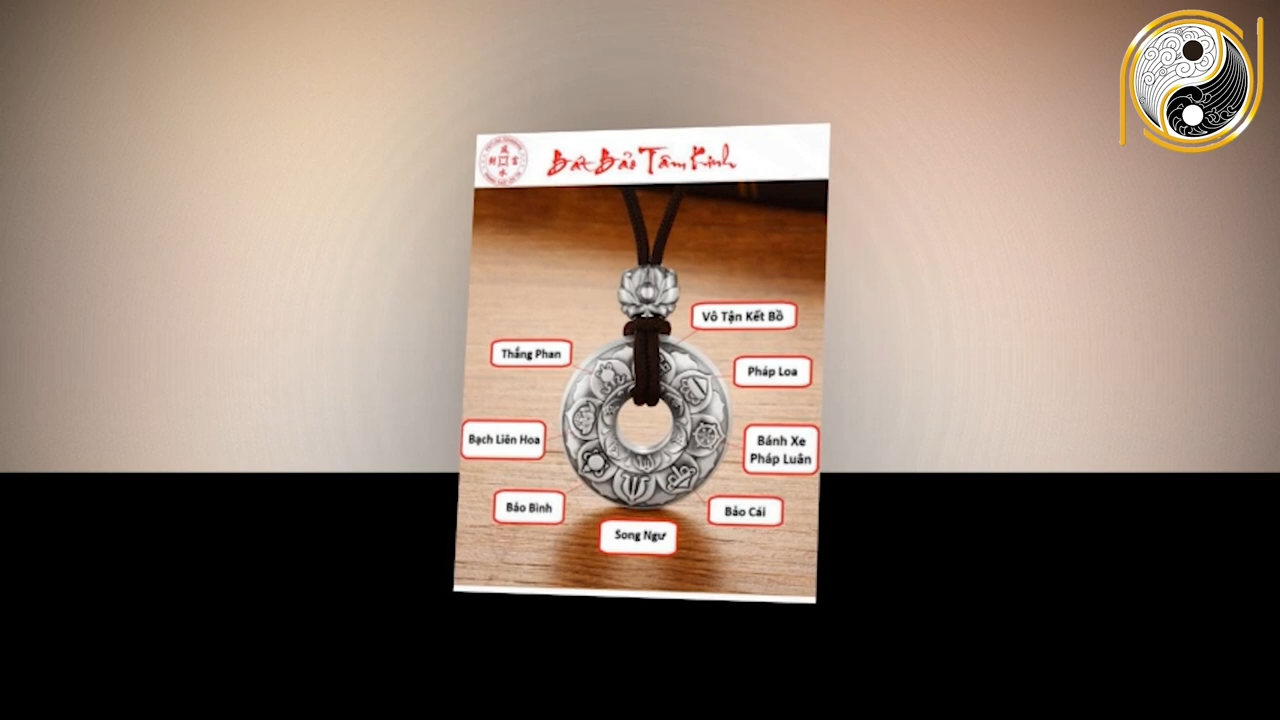 Bát Bảo Tâm Kinh
Vô Tận Kết Bồ
Thắng Phan
Pháp Loa
Bạch Liên Hoa
Bánh Xe
Pháp Luân
Bảo Bình
Bảo Cái
Song Ngư